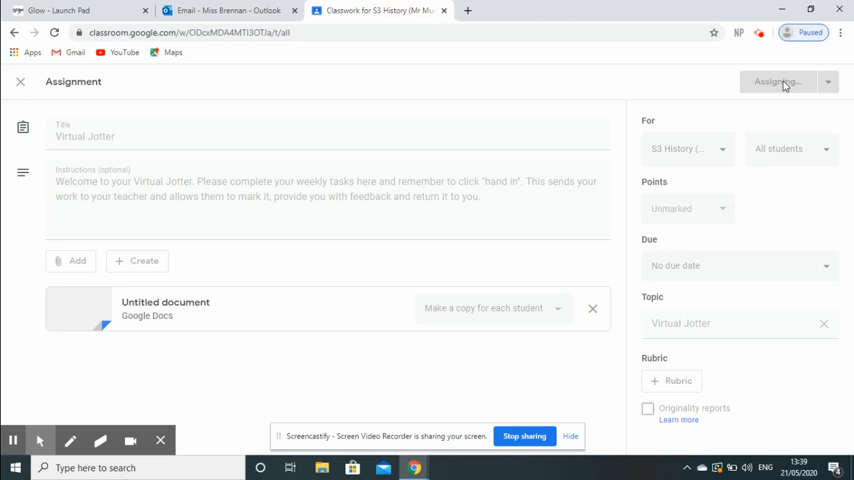 Glow - Launch Pad
Email - Miss Brennan - Outlook
Classwork for S3 History (Mr Mu
classroom.google.com/w/ODcxMDA4MTI3OTJa/t/all
NP
Paused
Apps
Gmail
YouTube
Maps
Assignment
Assigning...
Title
Virtual Jotter
Instructions (optional)
Welcome to your Virtual Jotter. Please complete your weekly tasks here and remember to click "hand in". This sends your
work to your teacher and allows them to mark it, provide you with feedback and return it to you.
Add
Create
Untitled document
Google Docs
Make a copy for each student
For
S3 History (...
All students
Points
Unmarked
Due
No due date
Topic
Virtual Jotter
Rubric
Rubric
Originality reports
Learn more
Screencastify - Screen Video Recorder is sharing your screen.
Stop sharing
Hide
Type here to search
ENG
13:39
21/05/2020
4